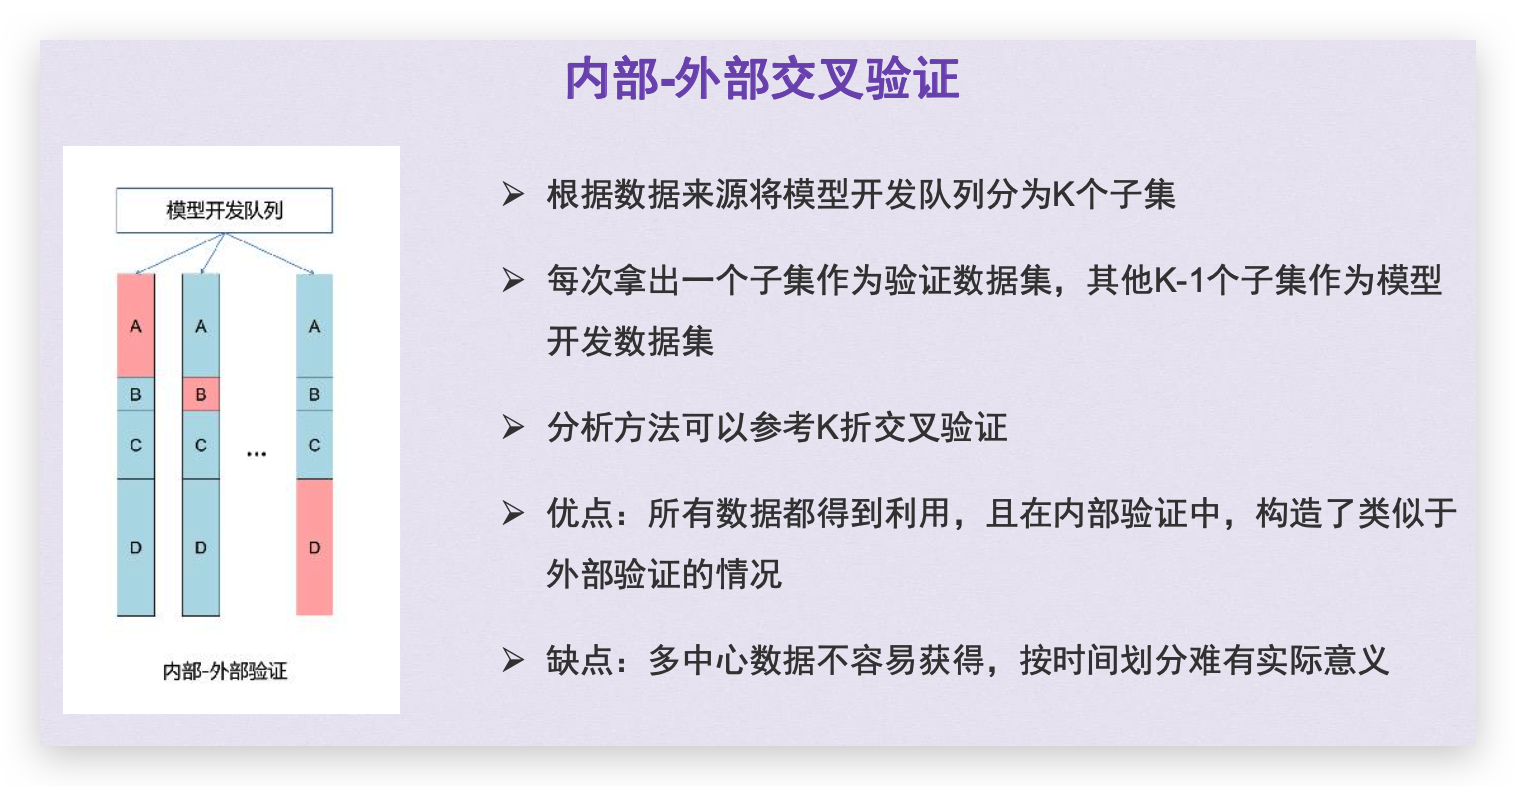 内部-外部交叉验证
模型开发队列
A A A
B B B
C C ... C
D D D
内部-外部验证
➢ 根据数据来源将模型开发队列分为K个子集
➢ 每次拿出一个子集作为验证数据集，其他K-1个子集作为模型
开发数据集
➢ 分析方法可以参考K折交叉验证
➢ 优点：所有数据都得到利用，且在内部验证中，构造了类似于
外部验证的情况
➢ 缺点：多中心数据不容易获得，按时间划分难有实际意义